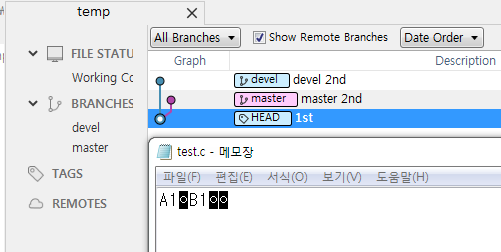 temp
All Branches
Show Remote Branches
Date Order
FILE STATU
Working Co
BRANCHES
devel
master
TAGS
REMOTES
Graph
Description
devel devel 2nd
master master 2nd
HEAD 1st
test.c - 메모장
파일(F) 편집(E) 서식(O) 보기(V) 도움말(H)
A1◘B1◘◘